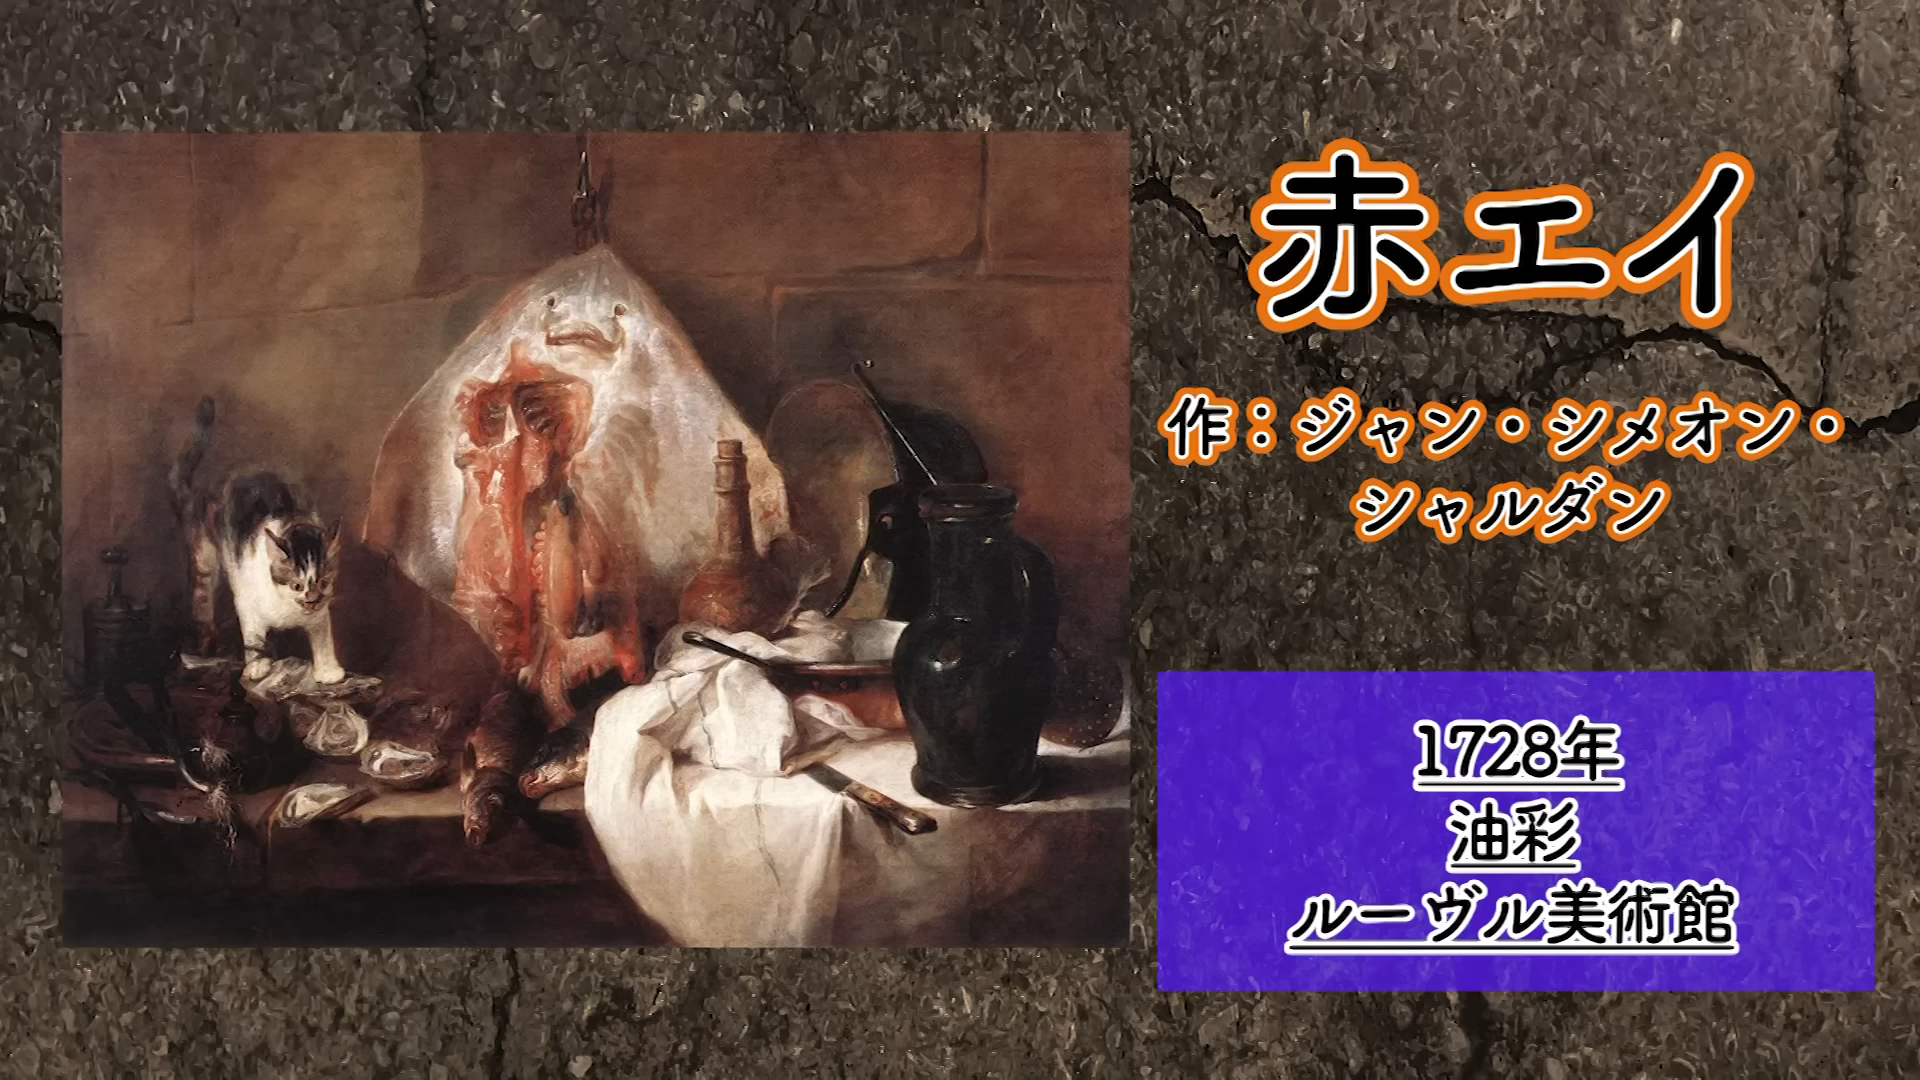 赤エイ
作：ジャン・シメオン・
シャルダン
1728年
油彩
ルーヴル美術館